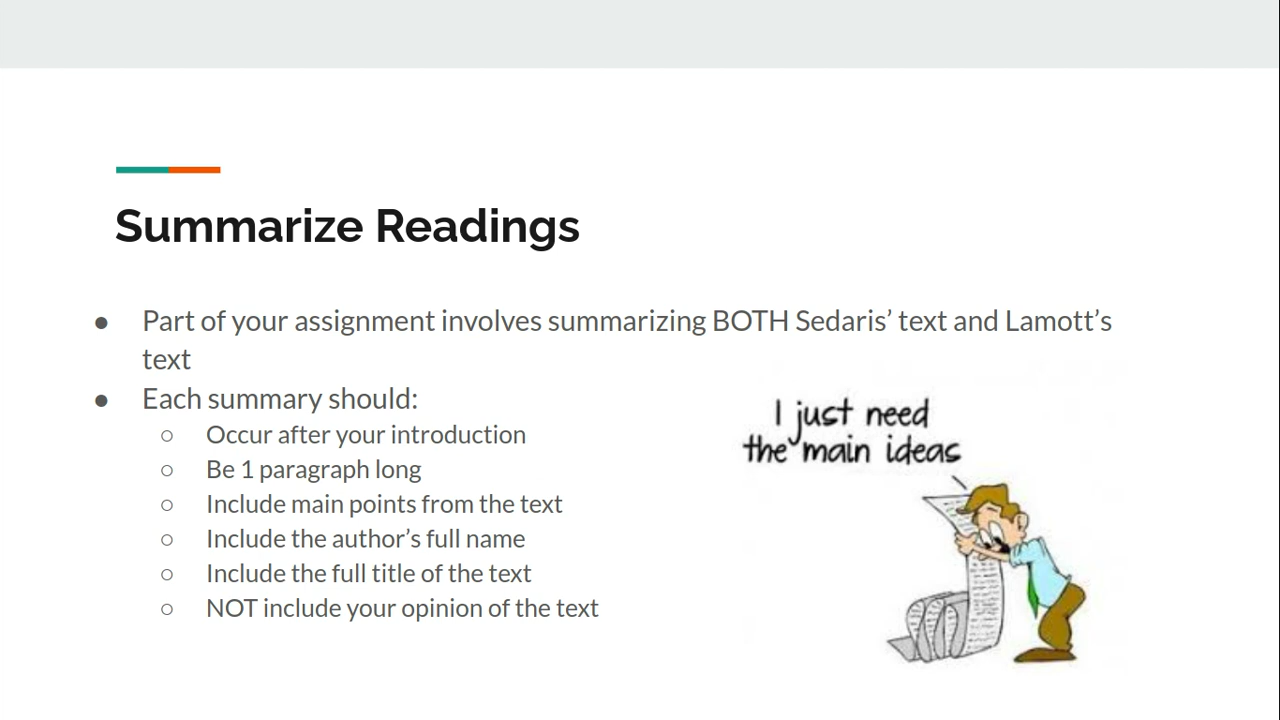 Summarize Readings
● Part of your assignment involves summarizing BOTH Sedaris’ text and Lamott’s
text
● Each summary should:
○ Occur after your introduction
○ Be 1 paragraph long
○ Include main points from the text
○ Include the author’s full name
○ Include the full title of the text
○ NOT include your opinion of the text
I just need
the main ideas